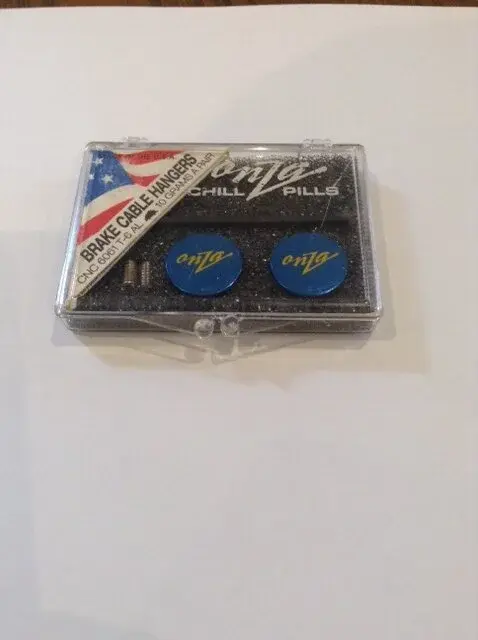 onza
CHILL PILLS
BRAKE CABLE HANGERS
CNC 6061 T-6 AL 10 GRAMS A PAIR
onza
onza